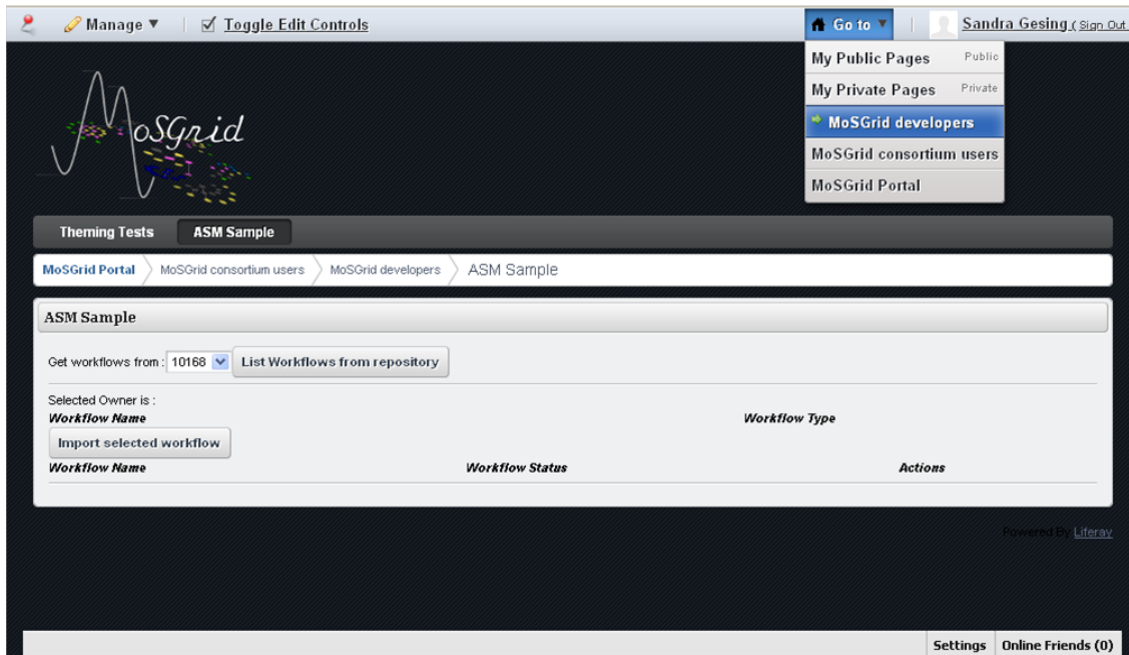 Manage ▼ | Toggle Edit Controls
Go to ▼ | Sandra Gesing ( Sign Out
My Public Pages Public
My Private Pages Private
MoSGrid developers
MoSGrid consortium users
MoSGrid Portal
MoSGrid
Theming Tests ASM Sample
MoSGrid Portal MoSGrid consortium users MoSGrid developers ASM Sample
ASM Sample
Get workflows from : 10168 List Workflows from repository
Selected Owner is :
Workflow Name Workflow Type
Import selected workflow
Workflow Name Workflow Status Actions
Powered By Liferay
Settings Online Friends (0)